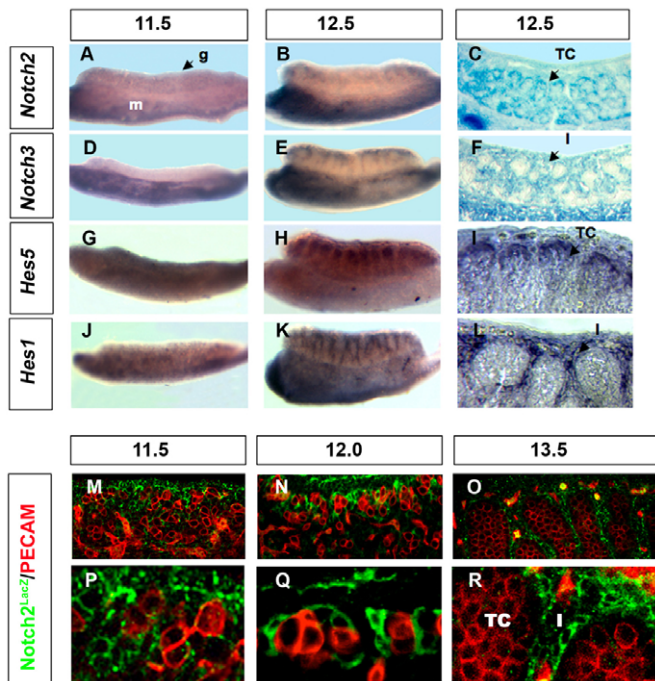 11.5 12.5 12.5
Notch2 A g m B C TC
Notch3 D E F I
Hes5 G H I TC
Hes1 J K L I
11.5 12.0 13.5
Notch2LacZ/PECAM M N O
P Q R TC I